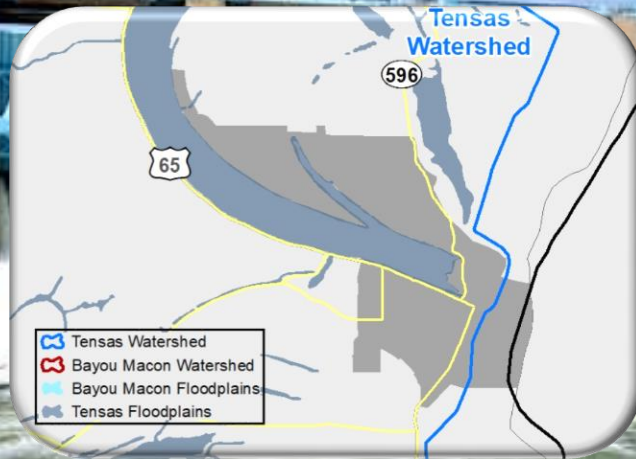 Tensas
Watershed
596
65
Tensas Watershed
Bayou Macon Watershed
Bayou Macon Floodplains
Tensas Floodplains